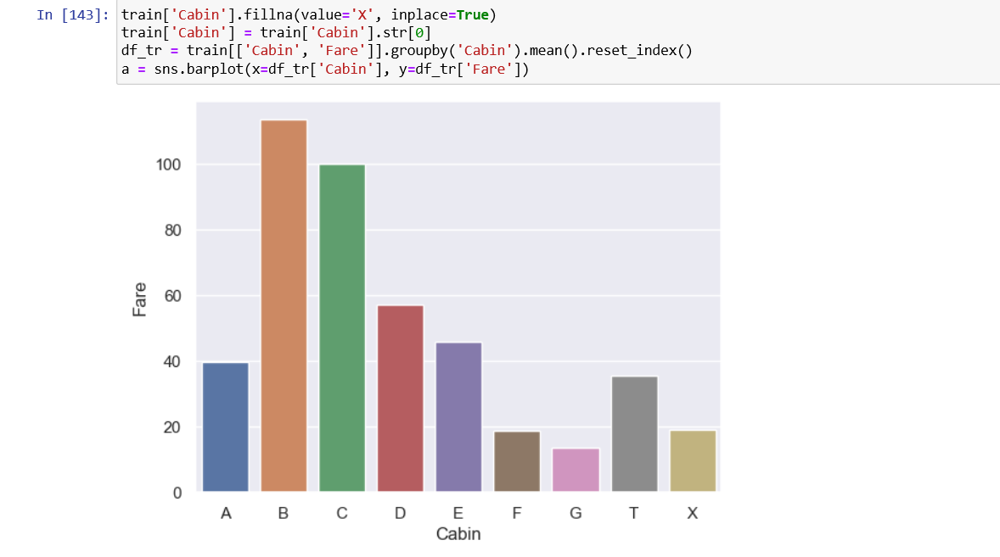 In [143]: train['Cabin'].fillna(value='X', inplace=True)
train['Cabin'] = train['Cabin'].str[0]
df_tr = train[['Cabin', 'Fare']].groupby('Cabin').mean().reset_index()
a = sns.barplot(x=df_tr['Cabin'], y=df_tr['Fare'])
100
80
60
40
20
0
Fare
A B C D E F G T X
Cabin